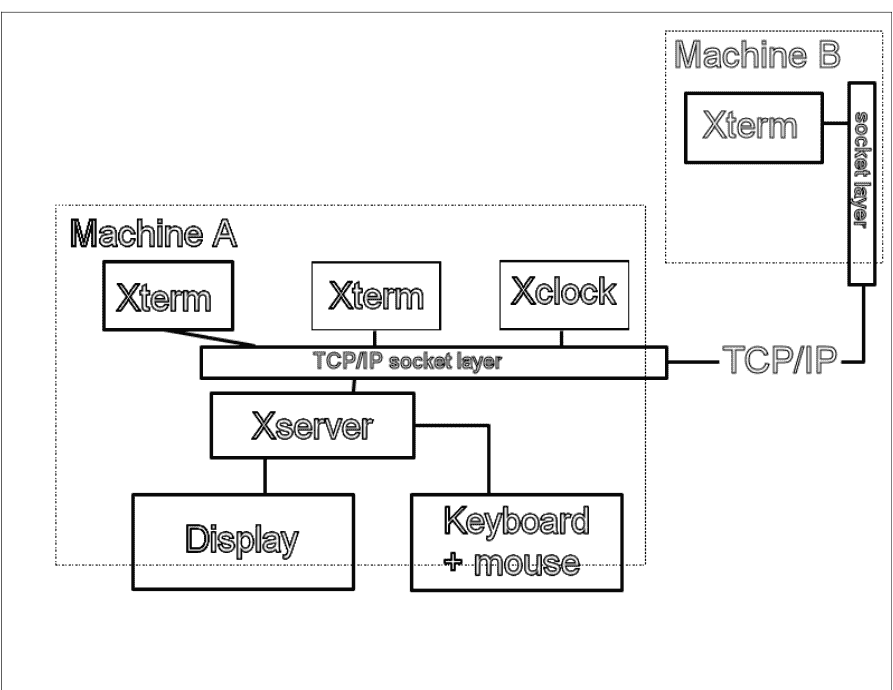 Machine B
Xterm
socket layer
Machine A
Xterm
Xterm
Xclock
TCP/IP socket layer
TCP/IP
Xserver
Display
Keyboard
+ mouse